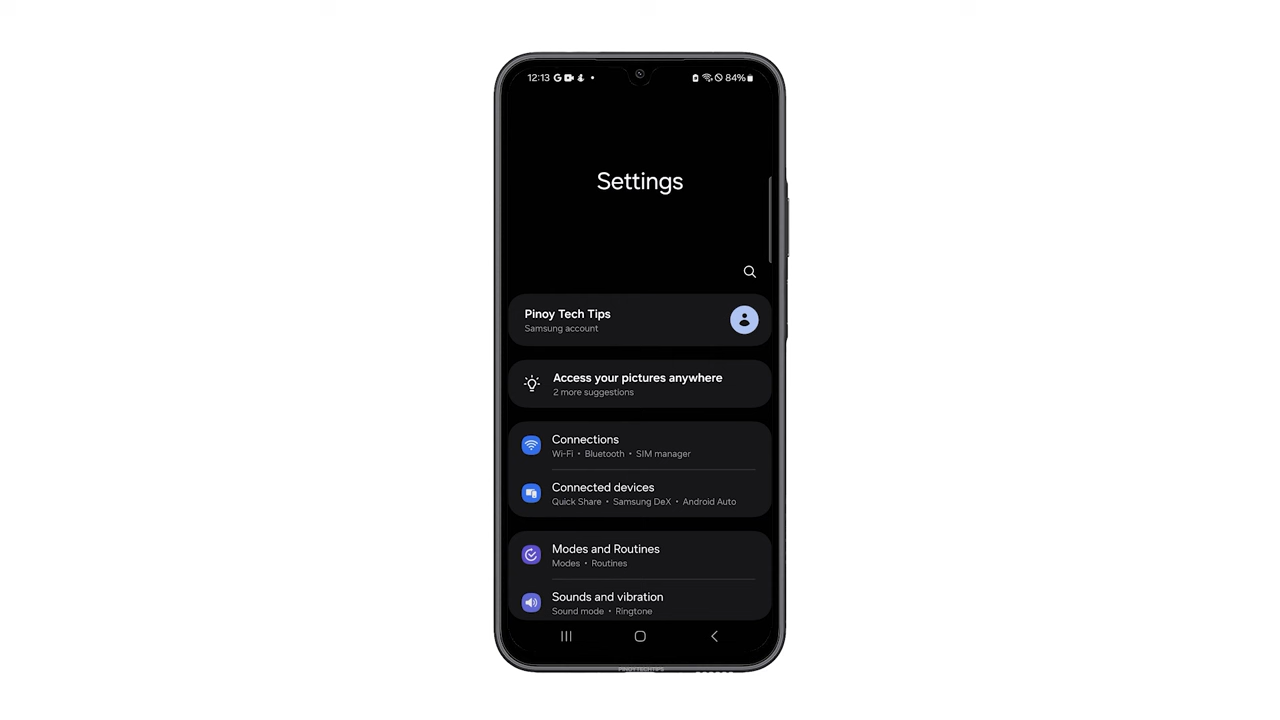 12:13 84%
Settings
Pinoy Tech Tips
Samsung account
Access your pictures anywhere
2 more suggestions
Connections
Wi-Fi • Bluetooth • SIM manager
Connected devices
Quick Share • Samsung DeX • Android Auto
Modes and Routines
Modes • Routines
Sounds and vibration
Sound mode • Ringtone
PINOYTECHTIPS